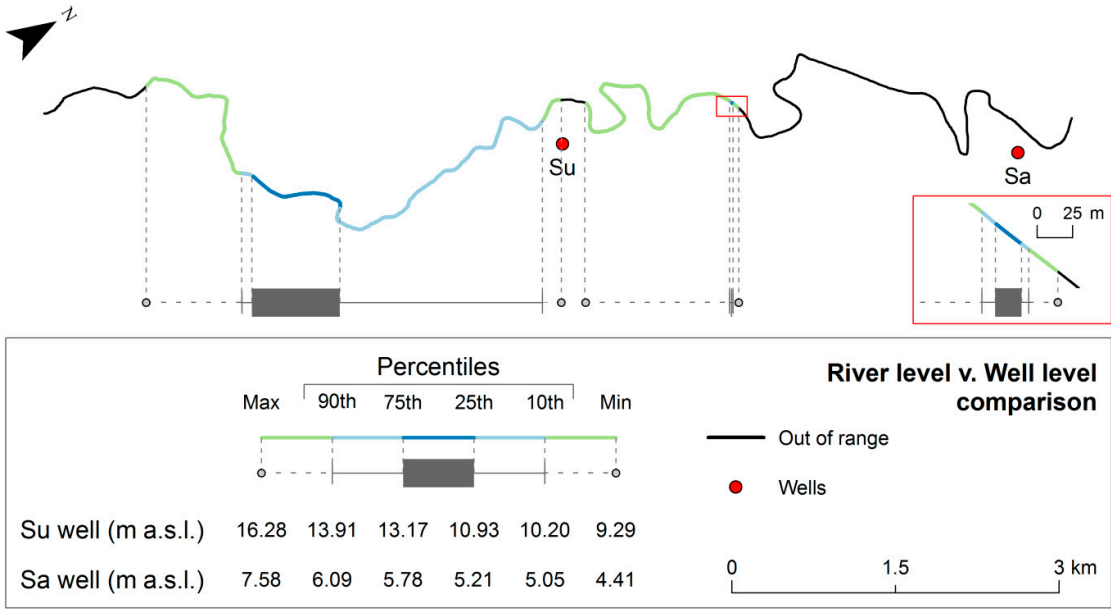 N
Su
Sa
0 25 m
River level v. Well level
comparison
Percentiles
Max 90th 75th 25th 10th Min
Out of range
Wells
Su well (m a.s.l.) 16.28 13.91 13.17 10.93 10.20 9.29
Sa well (m a.s.l.) 7.58 6.09 5.78 5.21 5.05 4.41
0 1.5 3 km